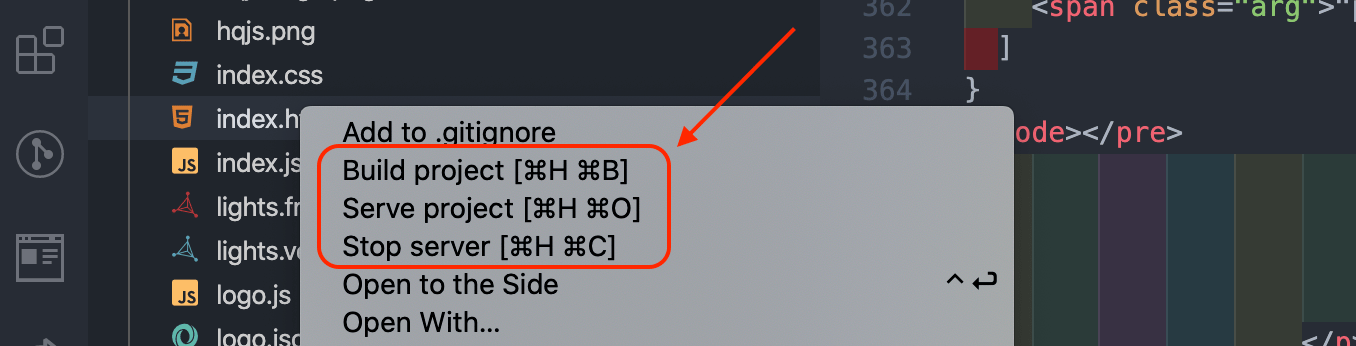 hqjs.png
index.css
Add to .gitignore
Build project [⌘H ⌘B]
Serve project [⌘H ⌘O]
Stop server [⌘H ⌘C]
Open to the Side ^ ↩
Open With...
index.h
index.js
lights.fr
lights.ve
logo.js
logo.jso
362 <span class="arg">"
363 ]
364 }
ode></pre>
</p
JS
JS